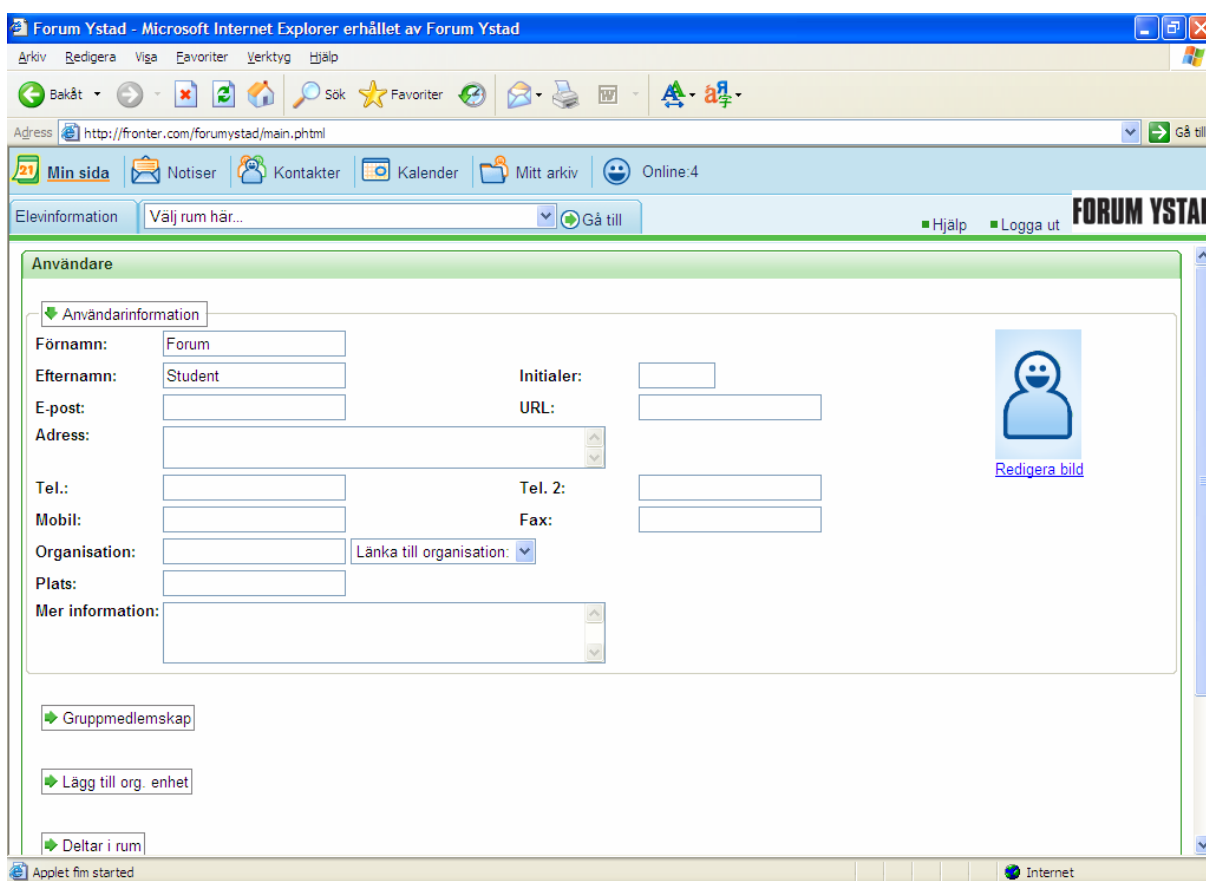 Forum Ystad - Microsoft Internet Explorer erhållet av Forum Ystad
Arkiv Redigera Visa Favoriter Verktyg Hjälp
Bakåt Sök Favoriter
Adress http://fronter.com/forumystad/main.phtml Gå till
21 Min sida Notiser Kontakter Kalender Mitt arkiv Online:4
Elevinformation Välj rum här... Gå till Hjälp Logga ut FORUM YSTAD
Användare
Användarinformation
Förnamn: Forum
Efternamn: Student Initialer:
E-post: URL:
Adress:
Redigera bild
Tel.: Tel. 2:
Mobil: Fax:
Organisation: Länka till organisation:
Plats:
Mer information:
Gruppmedlemskap
Lägg till org. enhet
Deltar i rum
Applet fim started Internet